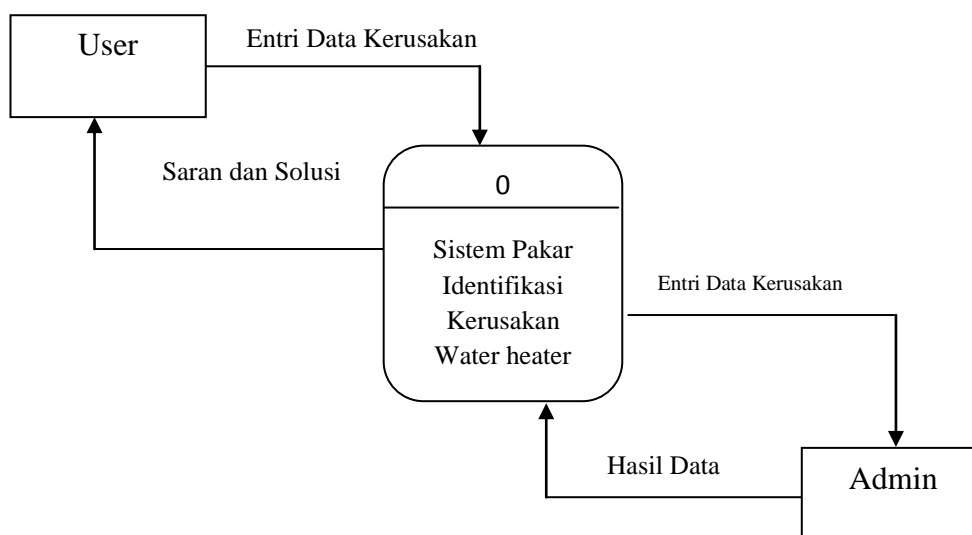 User
Entri Data Kerusakan
Saran dan Solusi
0
Sistem Pakar
Identifikasi
Kerusakan
Water heater
Entri Data Kerusakan
Hasil Data
Admin